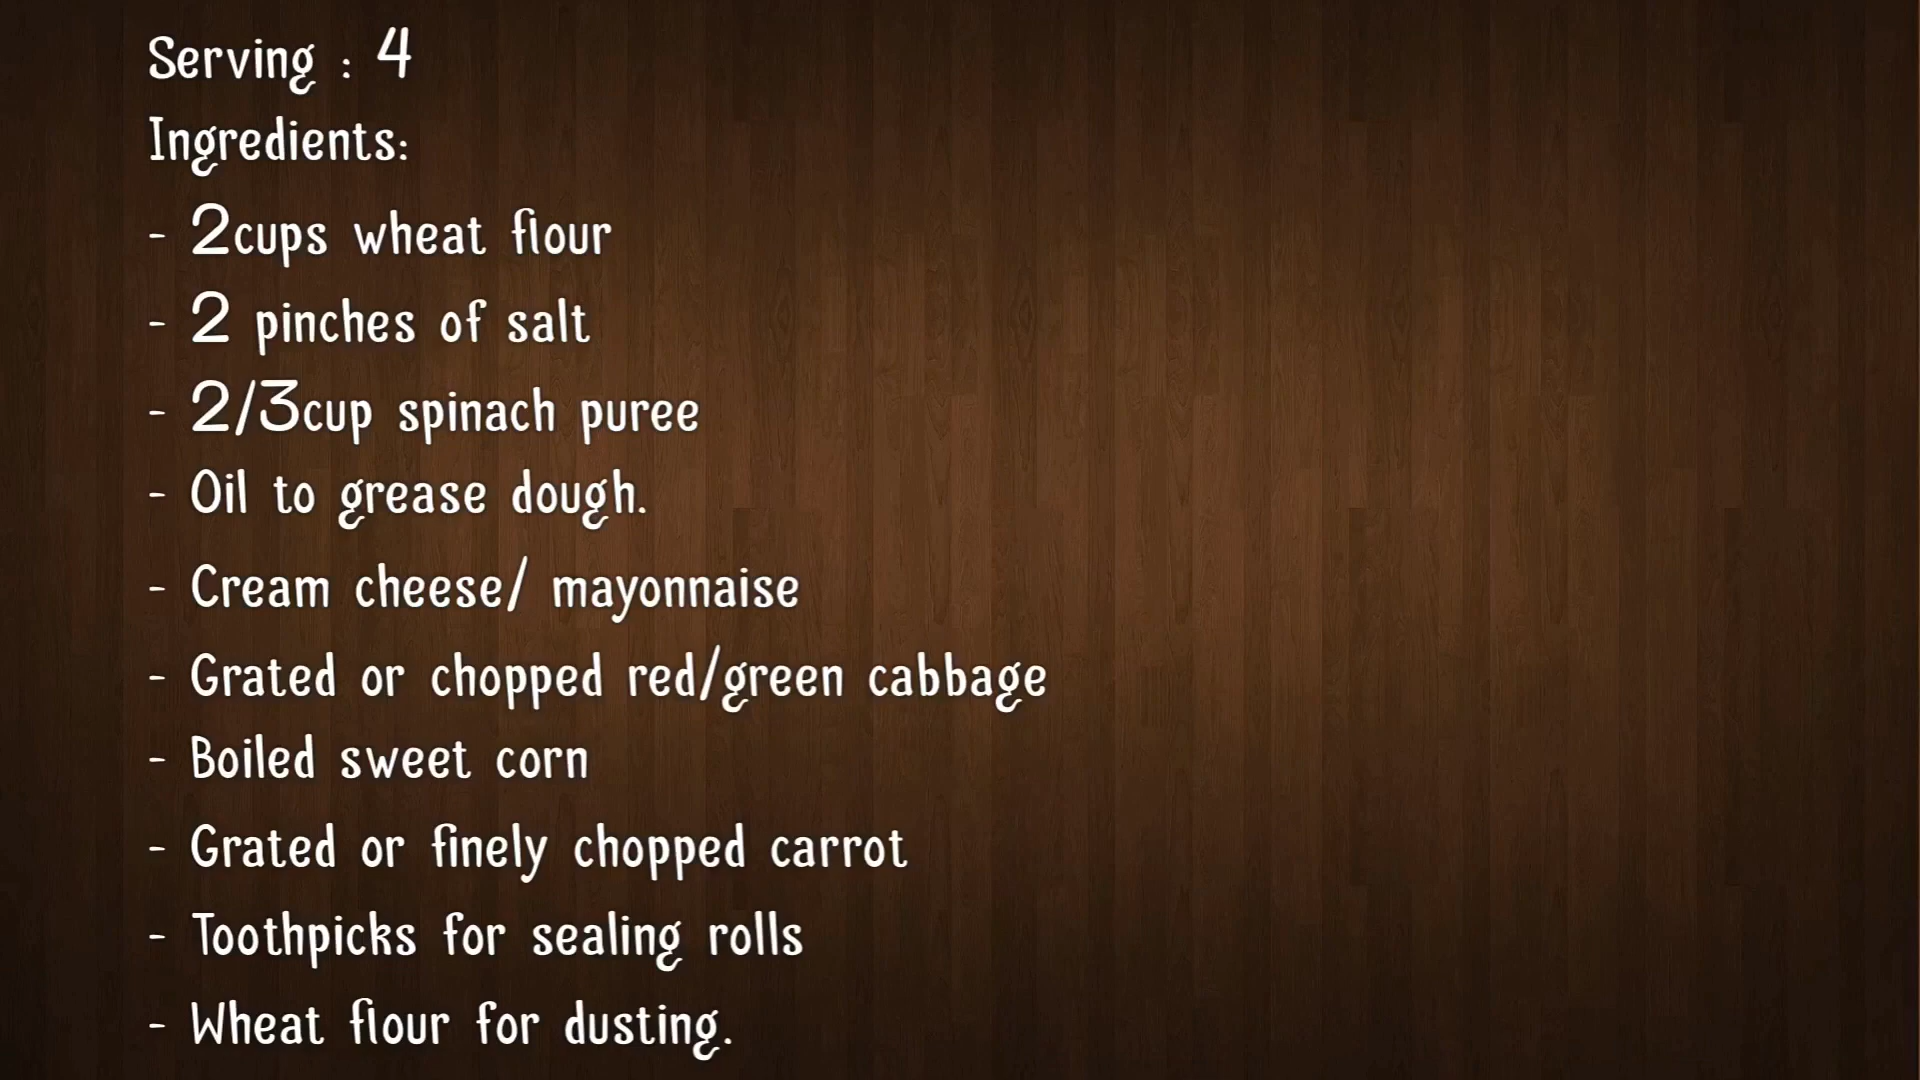 Serving : 4
Ingredients:
- 2cups wheat flour
- 2 pinches of salt
- 2/3cup spinach puree
- Oil to grease dough.
- Cream cheese/ mayonnaise
- Grated or chopped red/green cabbage
- Boiled sweet corn
- Grated or finely chopped carrot
- Toothpicks for sealing rolls
- Wheat flour for dusting.